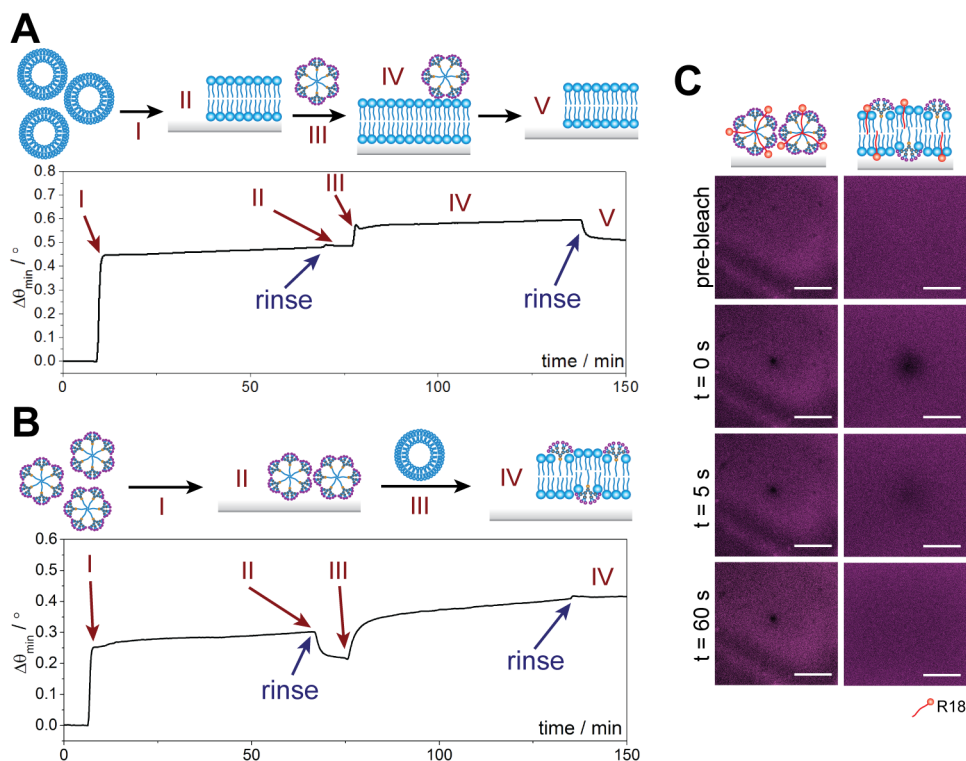 A
I
II
III
IV
V
0.8
0.7
0.6
0.5
0.4
0.3
0.2
0.1
0.0
Δθmin / °
I
II
III
IV
V
rinse
rinse
time / min
0
50
100
150
B
I
II
III
IV
0.6
0.5
0.4
0.3
0.2
0.1
0.0
Δθmin / °
I
II
III
IV
rinse
rinse
time / min
0
50
100
150
C
pre-bleach
t = 0 s
t = 5 s
t = 60 s
R18